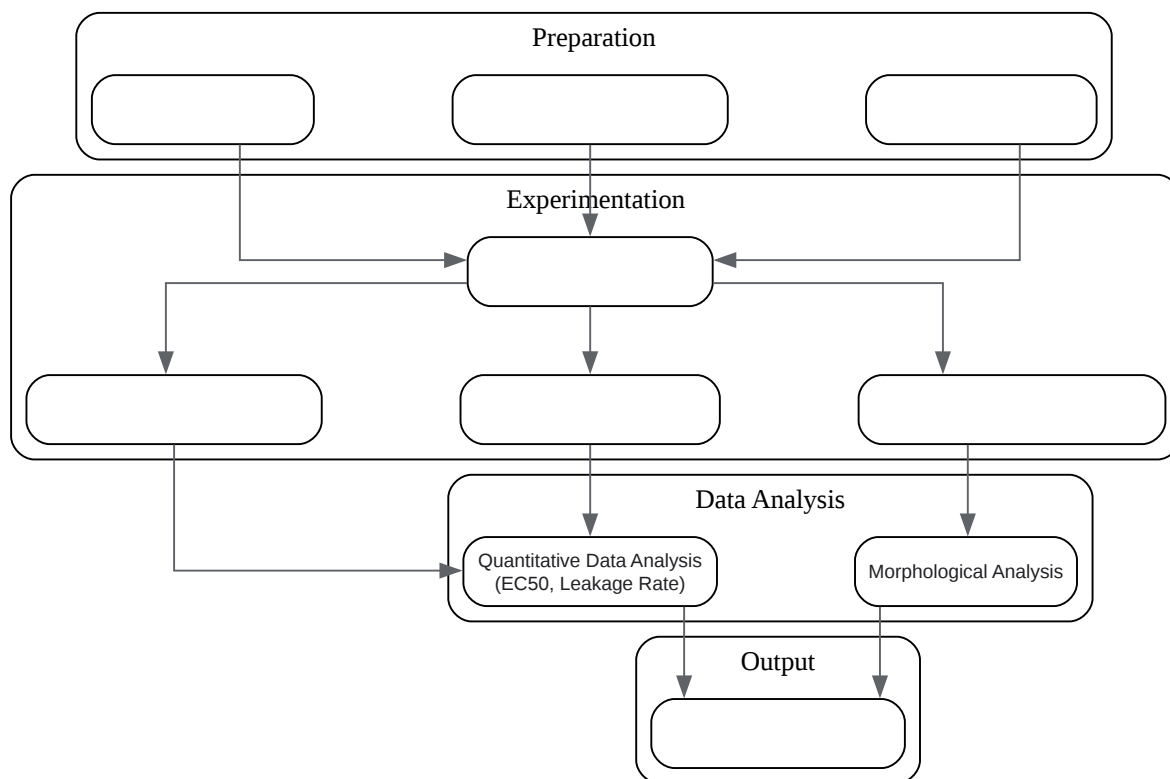 Preparation
Experimentation
Data Analysis
Quantitative Data Analysis
(EC50, Leakage Rate)
Morphological Analysis
Output